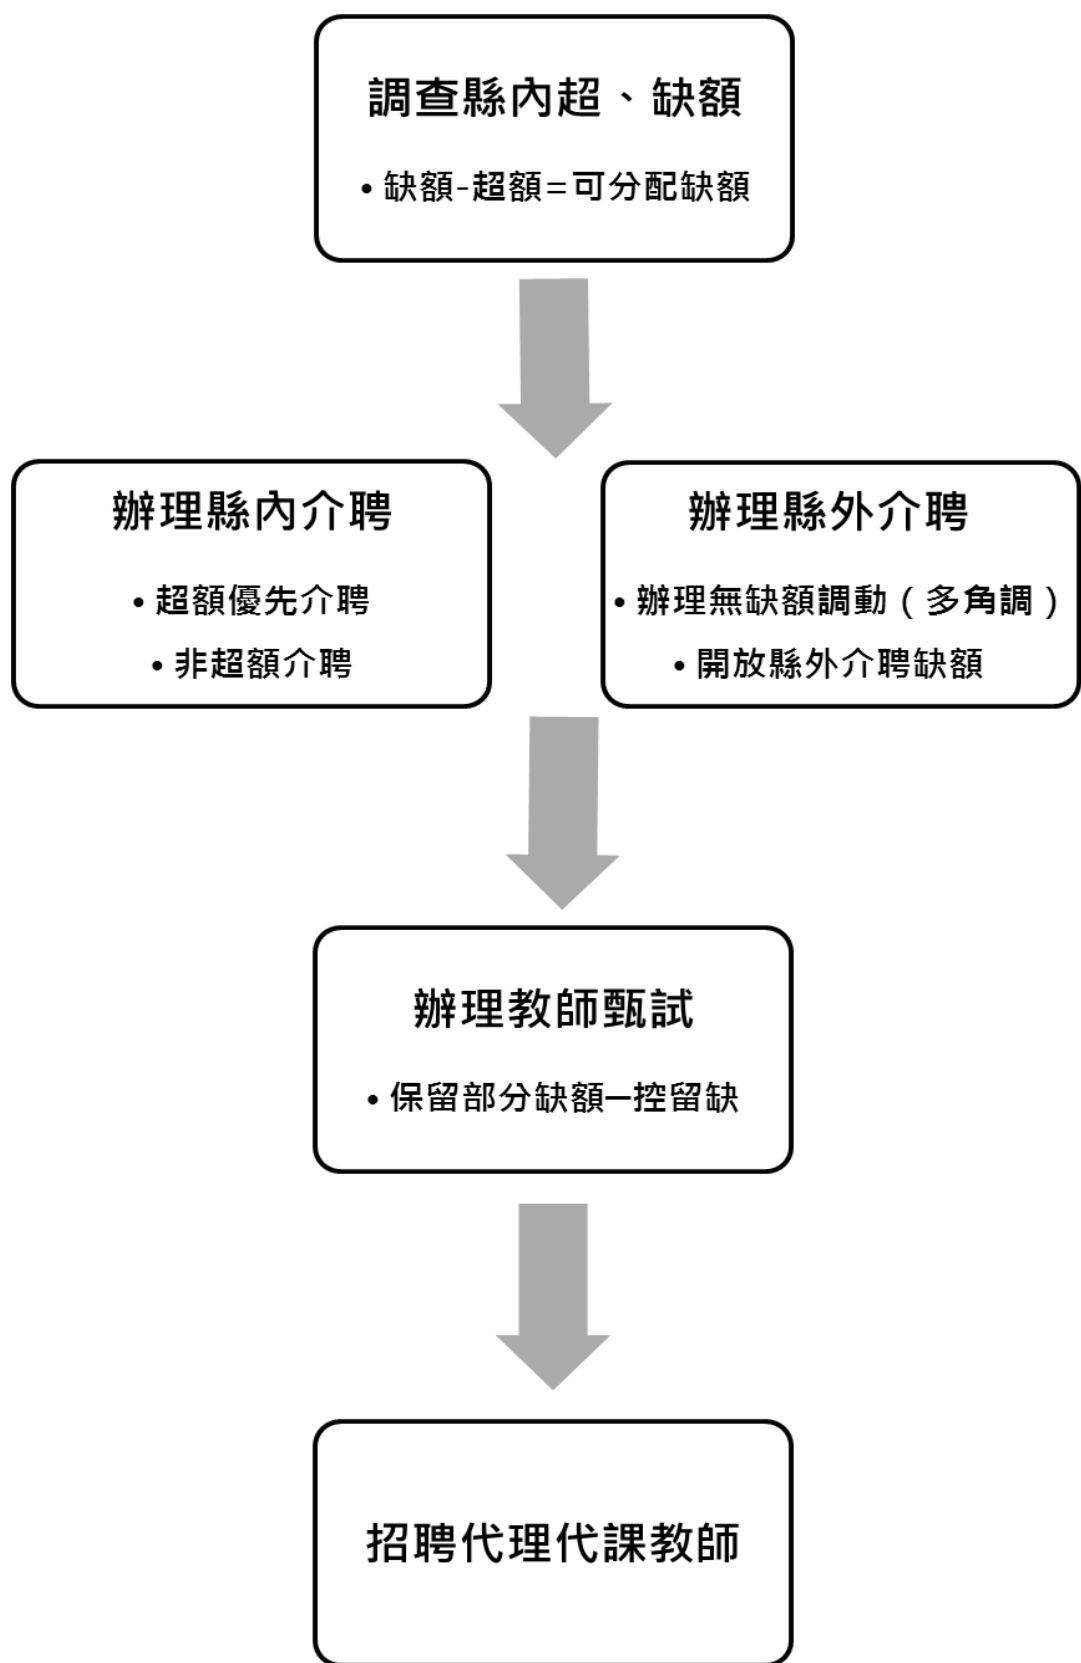 調查縣內超、缺額
• 缺額-超額=可分配缺額
辦理縣內介聘
• 超額優先介聘
• 非超額介聘
辦理縣外介聘
• 辦理無缺額調動（多角調）
• 開放縣外介聘缺額
辦理教師甄試
• 保留部分缺額─控留缺
招聘代理代課教師